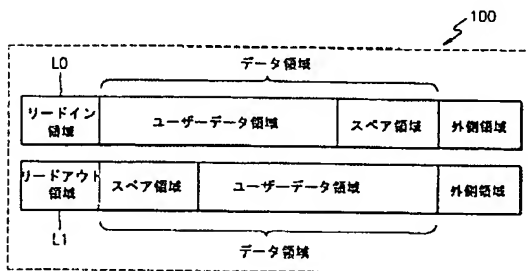 100
L0
データ領域
リードイン
領域
ユーザーデータ領域
スペア領域
外側領域
リードアウト
領域
スペア領域
ユーザーデータ領域
外側領域
L1
データ領域